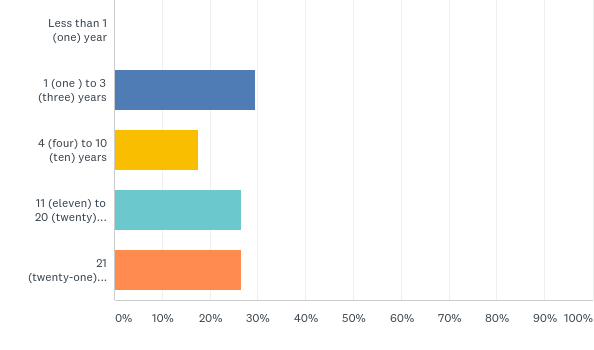 Less than 1
(one) year
1 (one ) to 3
(three) years
4 (four) to 10
(ten) years
11 (eleven) to
20 (twenty)...
21
(twenty-one)...
0% 10% 20% 30% 40% 50% 60% 70% 80% 90% 100%